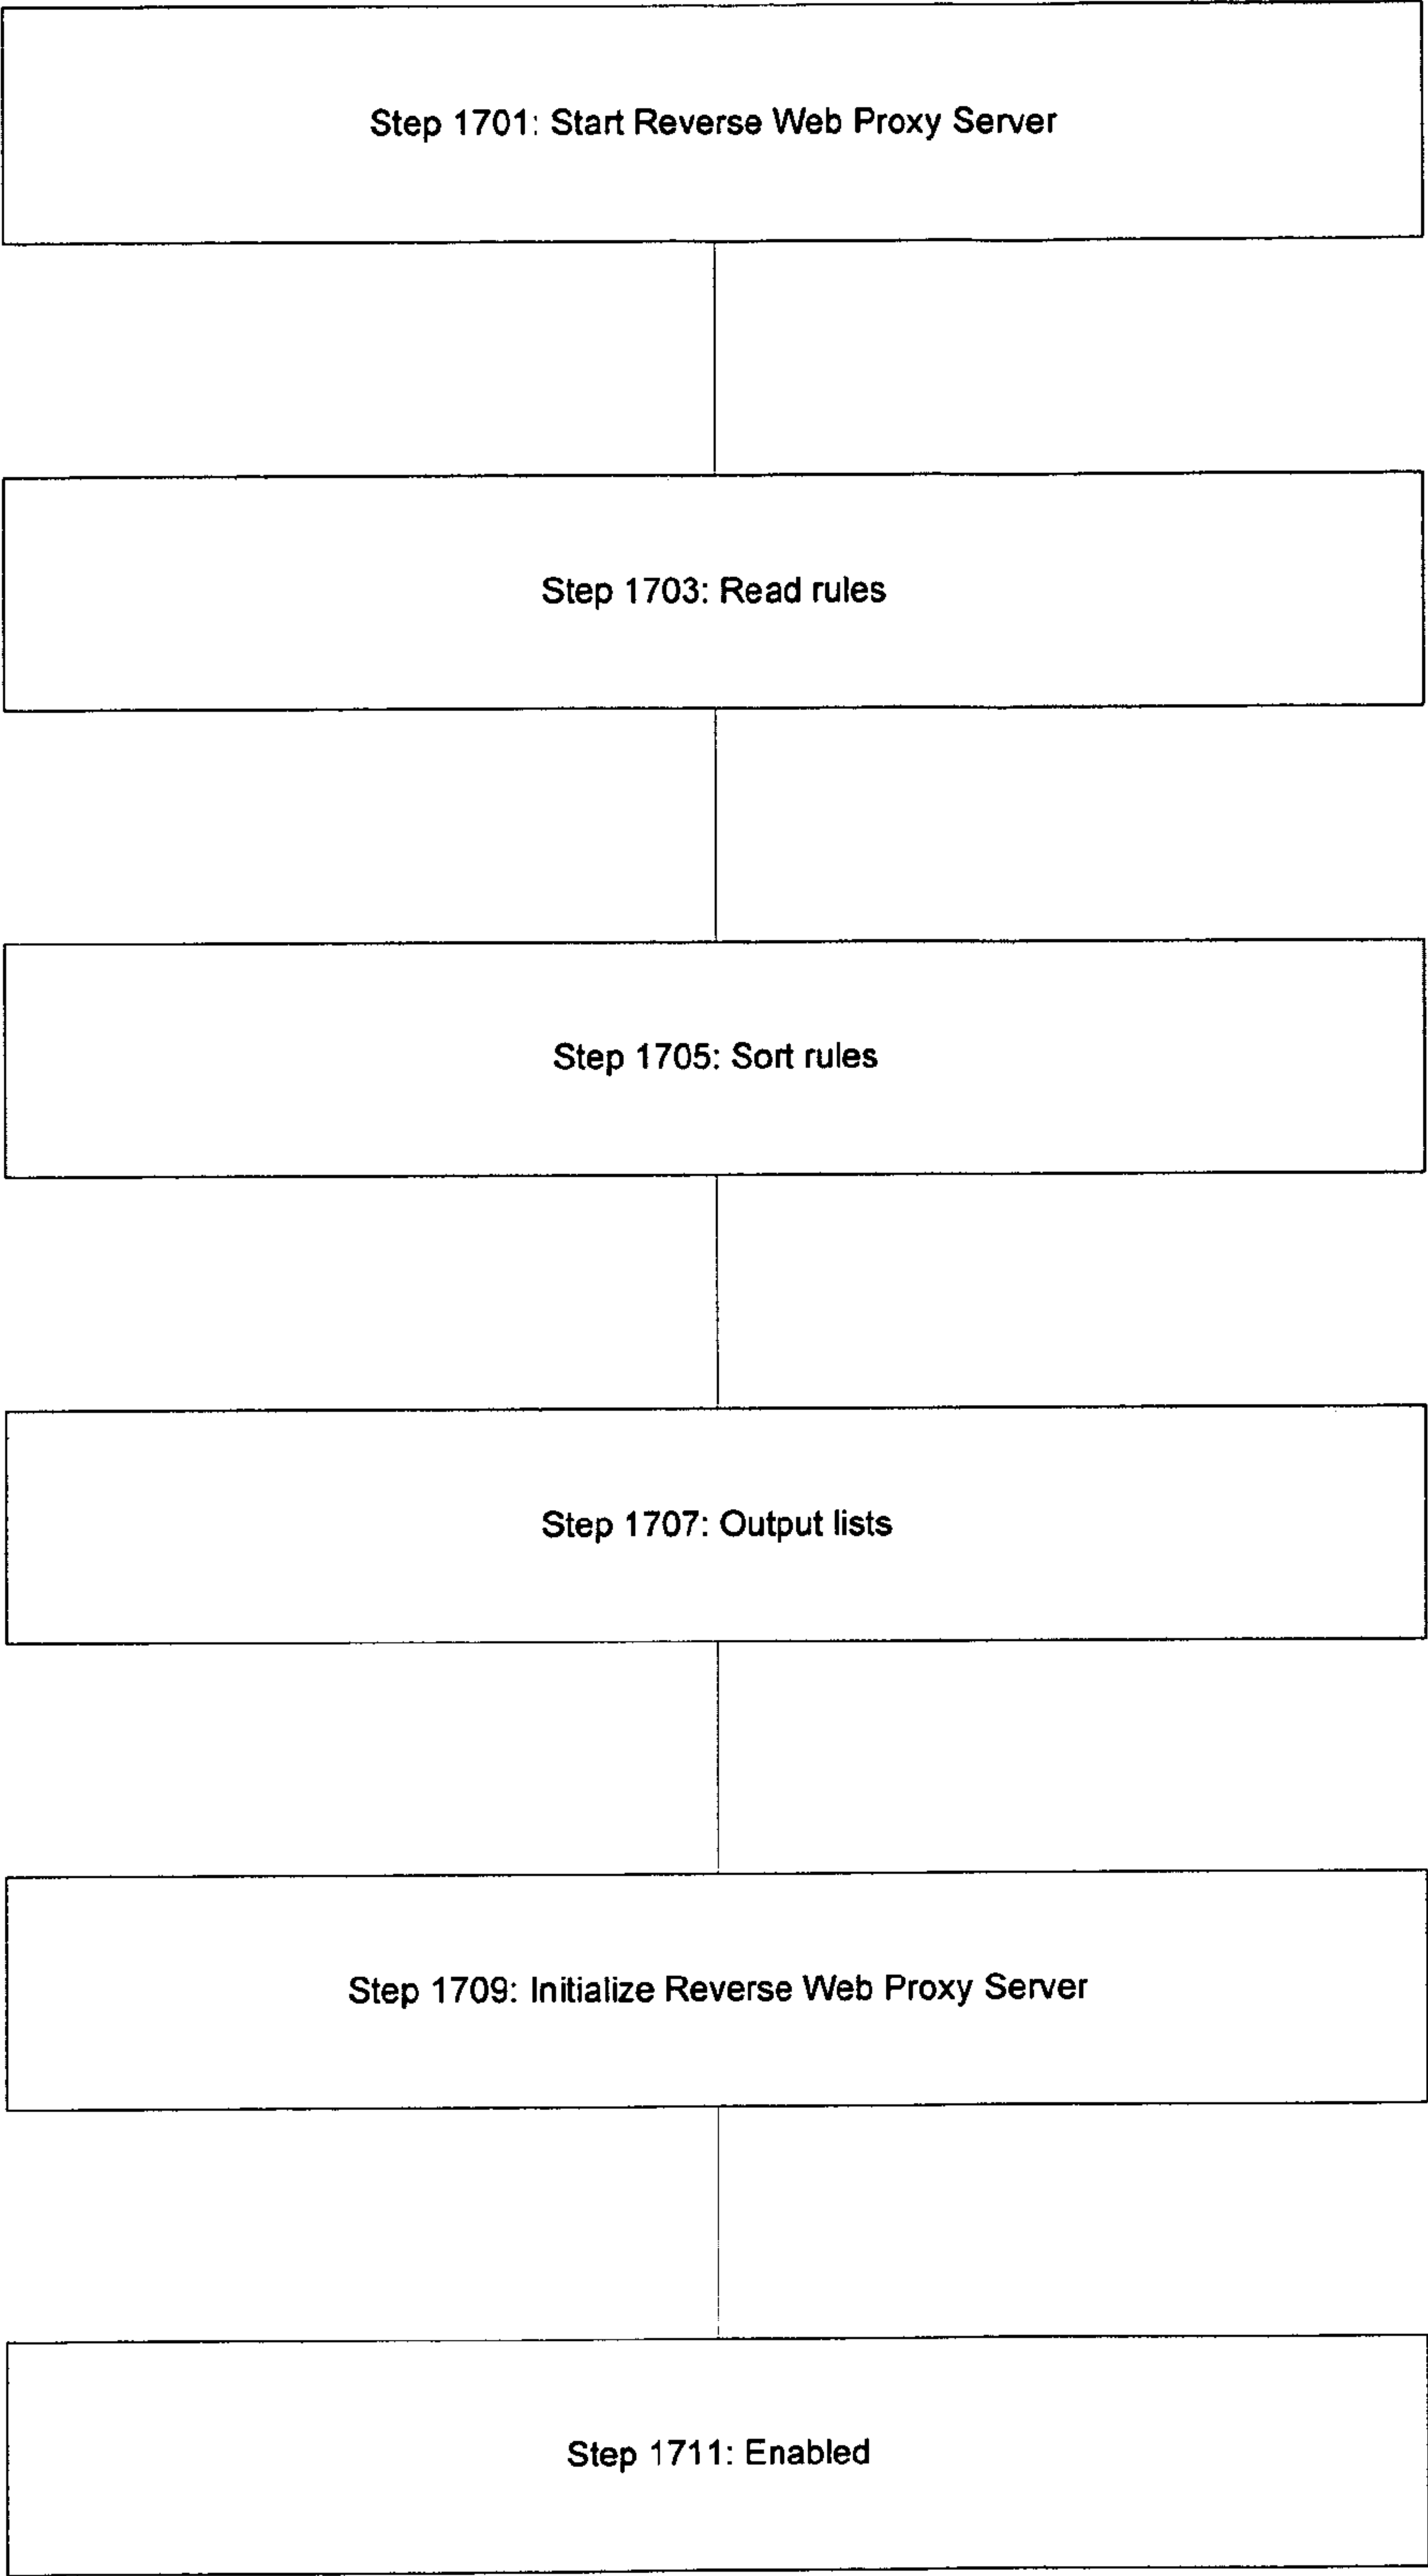 Step 1701: Start Reverse Web Proxy Server
Step 1703: Read rules
Step 1705: Sort rules
Step 1707: Output lists
Step 1709: Initialize Reverse Web Proxy Server
Step 1711: Enabled